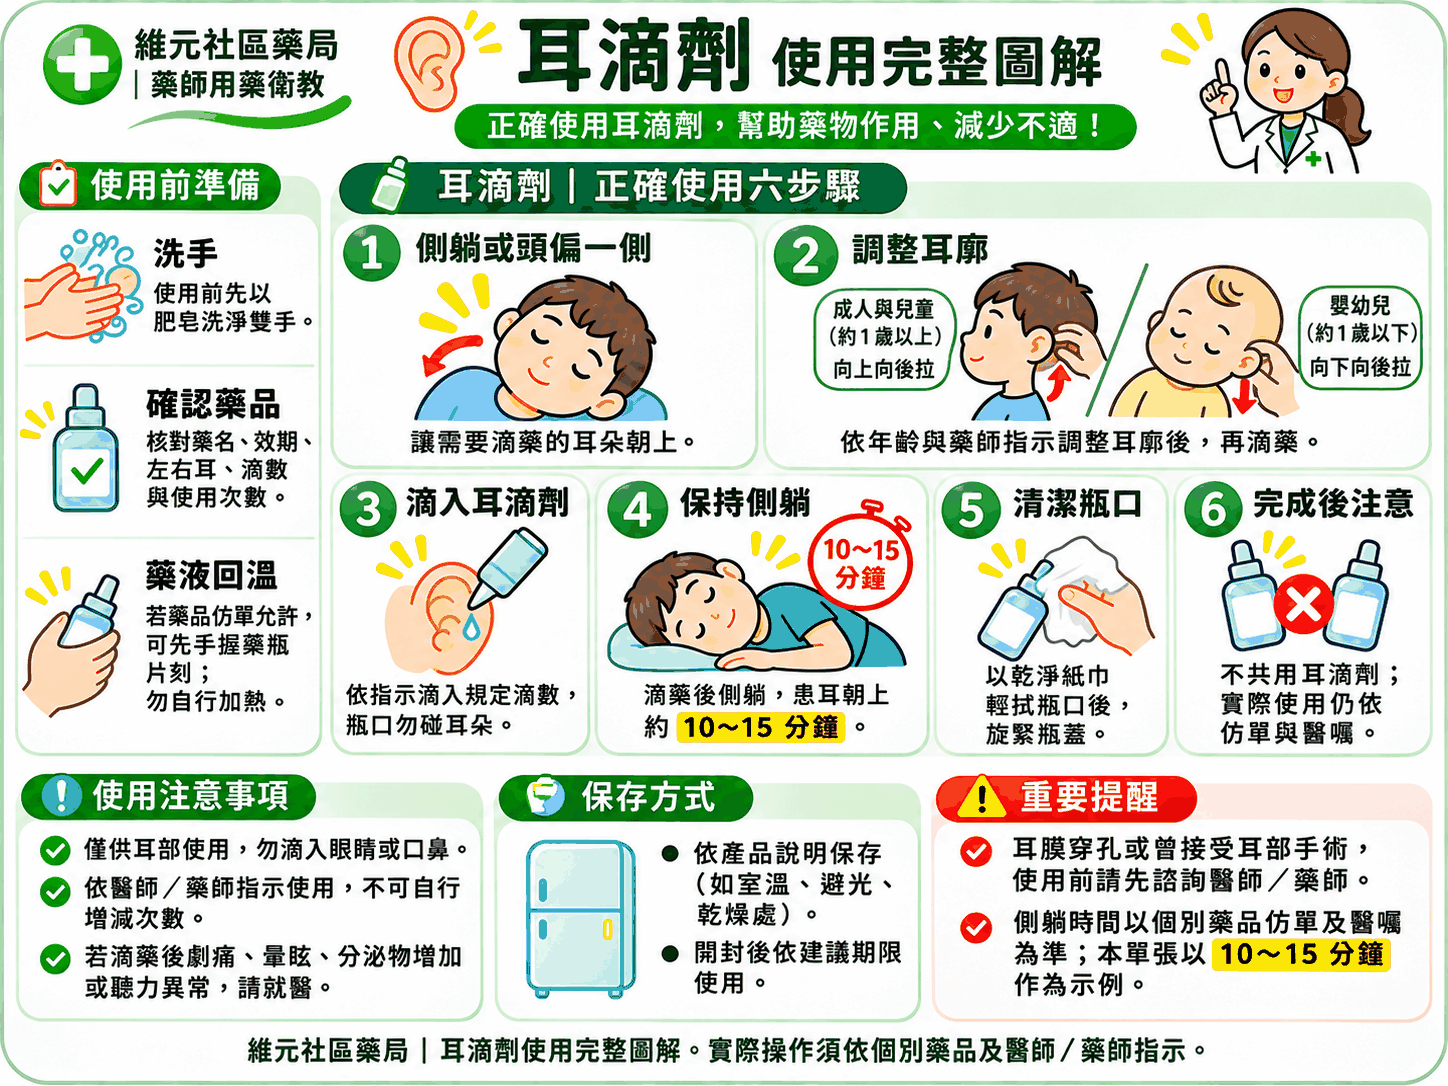 維元社區藥局
｜藥師用藥衛教
耳滴劑 使用完整圖解
正確使用耳滴劑，幫助藥物作用、減少不適！
使用前準備
洗手
使用前先以
肥皂洗淨雙手。
確認藥品
核對藥名、效期、
左右耳、滴數
與使用次數。
藥液回溫
若藥品仿單允許，
可先手握藥瓶
片刻；
勿自行加熱。
耳滴劑｜正確使用六步驟
1 側躺或頭偏一側
讓需要滴藥的耳朵朝上。
2 調整耳廓
成人與兒童
（約1歲以上）
向上向後拉
嬰幼兒
（約1歲以下）
向下向後拉
依年齡與藥師指示調整耳廓後，再滴藥。
3 滴入耳滴劑
依指示滴入規定滴數，
瓶口勿碰耳朵。
4 保持側躺
10～15
分鐘
滴藥後側躺，患耳朝上
約 10～15 分鐘 。
5 清潔瓶口
以乾淨紙巾
輕拭瓶口後，
旋緊瓶蓋。
6 完成後注意
不共用耳滴劑；
實際使用仍依
仿單與醫囑。
使用注意事項
僅供耳部使用，勿滴入眼睛或口鼻。
依醫師／藥師指示使用，不可自行
增減次數。
若滴藥後劇痛、暈眩、分泌物增加
或聽力異常，請就醫。
保存方式
依產品說明保存
（如室溫、避光、
乾燥處）。
開封後依建議期限
使用。
重要提醒
耳膜穿孔或曾接受耳部手術，
使用前請先諮詢醫師／藥師。
側躺時間以個別藥品仿單及醫囑
為準；本單張以 10～15 分鐘
作為示例。
維元社區藥局｜耳滴劑使用完整圖解。實際操作須依個別藥品及醫師／藥師指示。